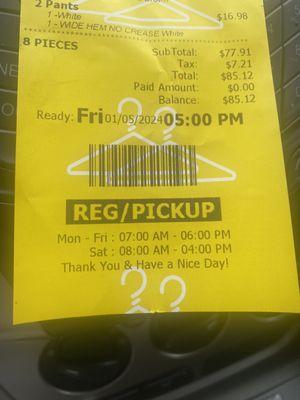 2 Pants
1 -White
$16.98
1 - WIDE HEM NO CREASE White
8 PIECES
SubTotal: $77.91
Tax: $7.21
Total: $85.12
Paid Amount: $0.00
Balance: $85.12
Ready: Fri 01/05/2024 05:00 PM
REG/PICKUP
Mon - Fri : 07:00 AM - 06:00 PM
Sat : 08:00 AM - 04:00 PM
Thank You & Have a Nice Day!